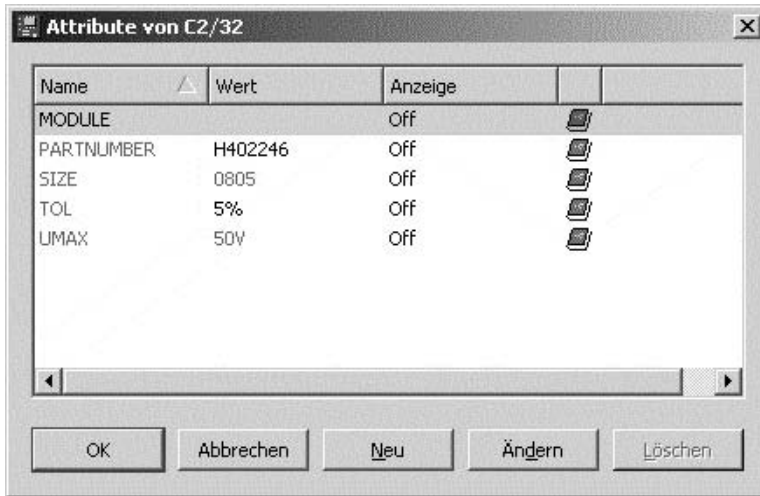 Attribute von C2/32
Name Wert Anzeige
MODULE Off
PARTNUMBER H402246 Off
SIZE 0805 Off
TOL 5% Off
UMAX 50V Off
OK Abbrechen Neu Ändern Löschen